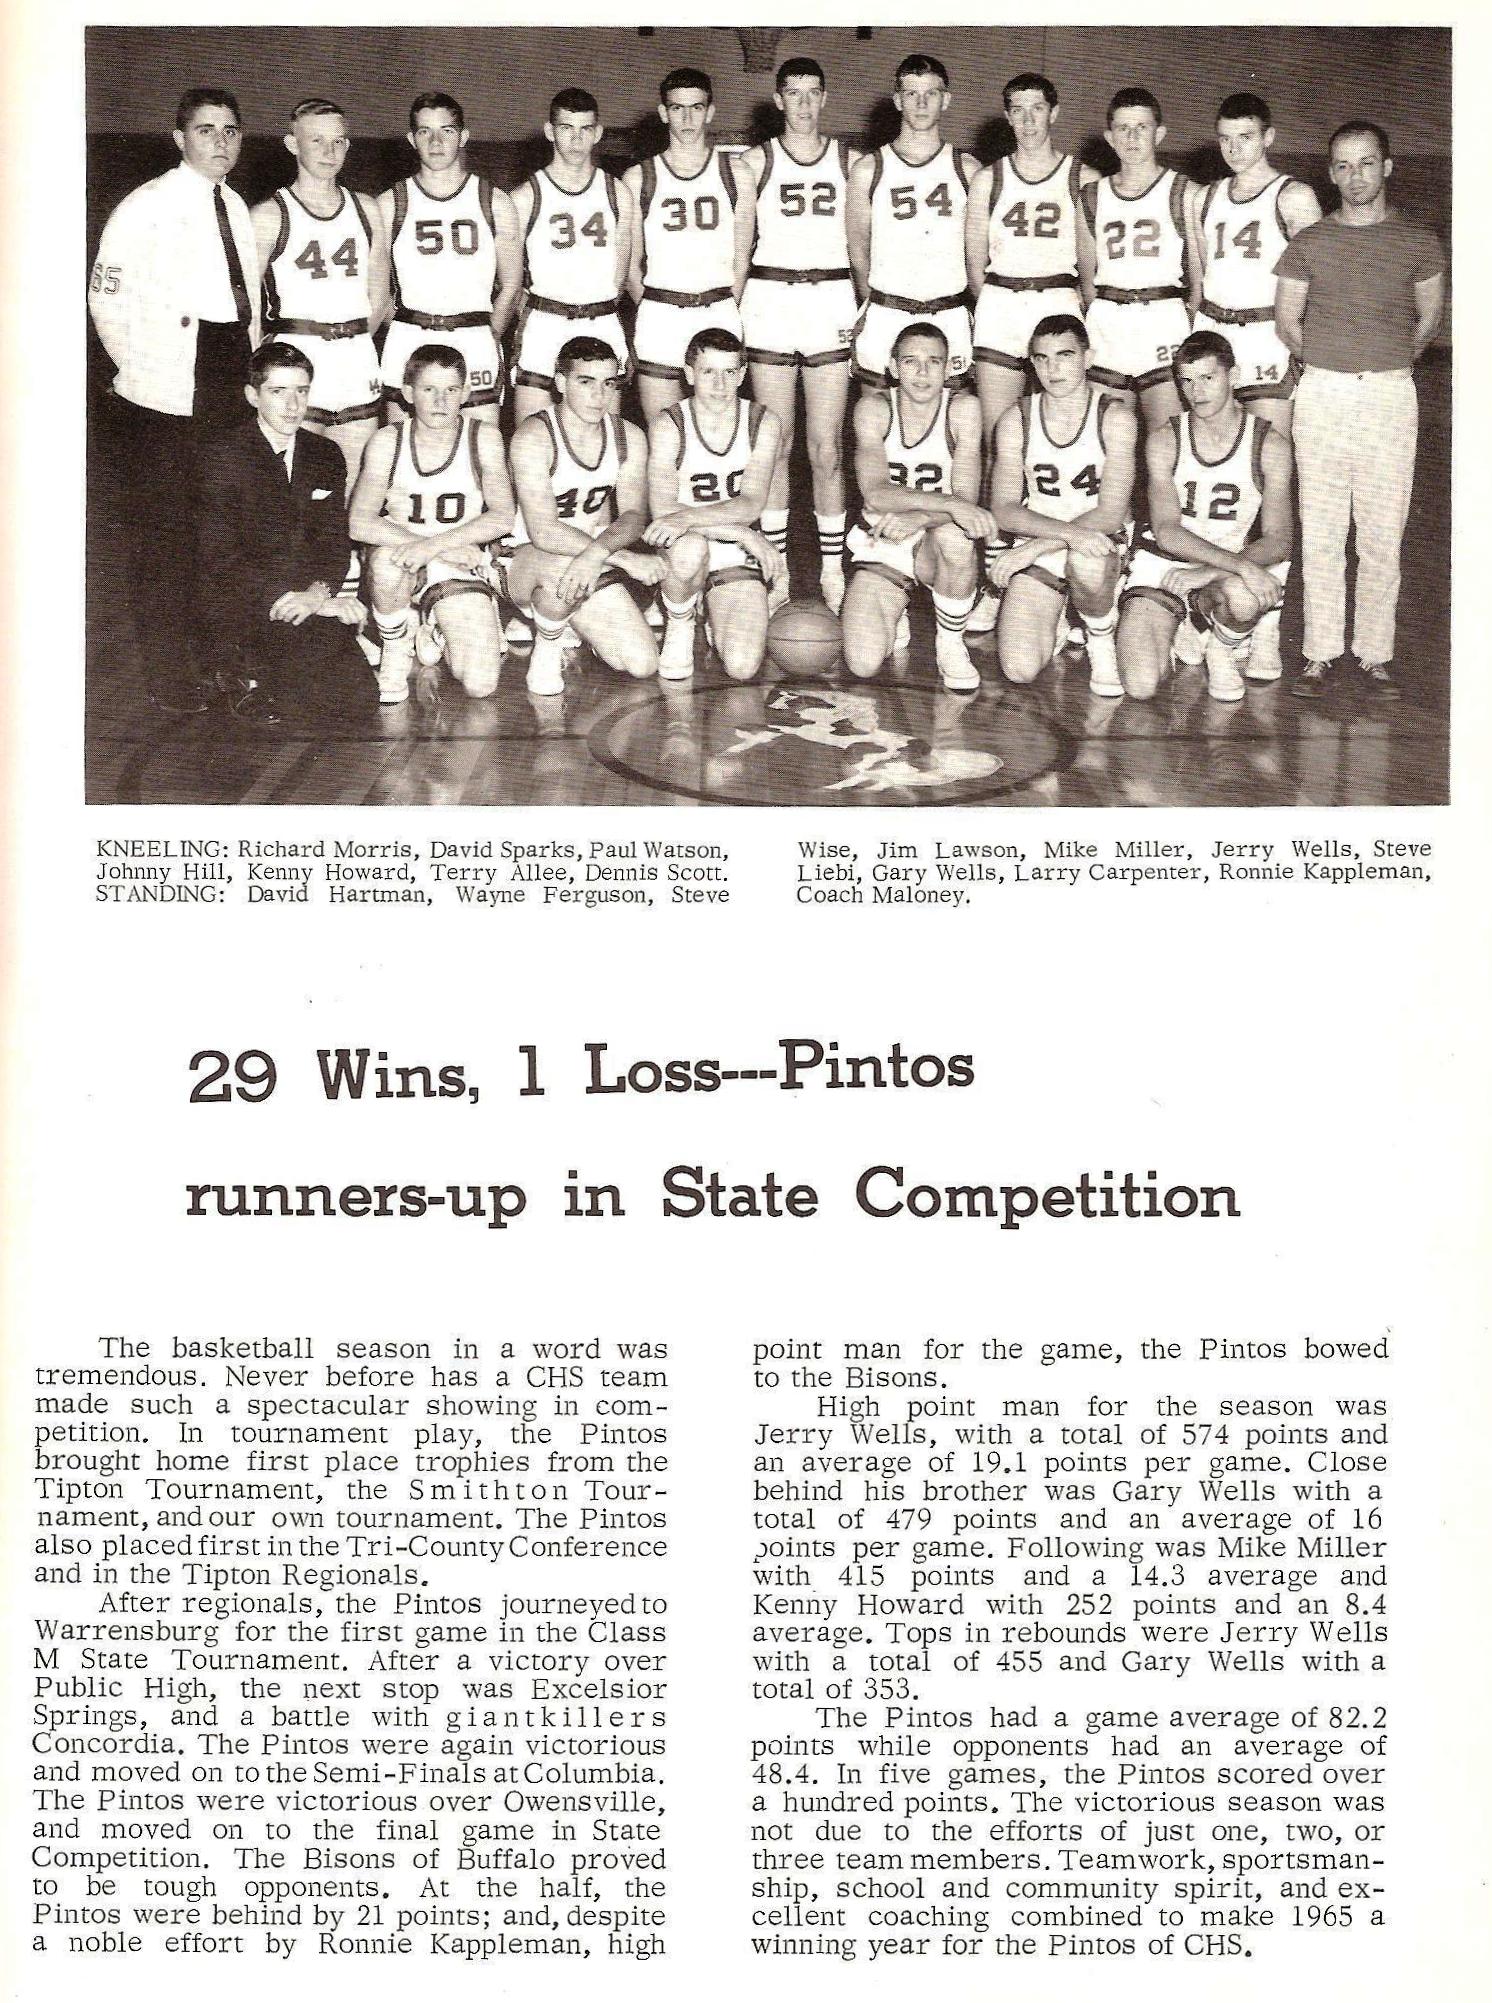 65
44
50
34
30
52
54
42
22
14
44
50
52
54
22
14
10
40
20
32
24
12
KNEELING: Richard Morris, David Sparks, Paul Watson,
Johnny Hill, Kenny Howard, Terry Allee, Dennis Scott.
STANDING: David Hartman, Wayne Ferguson, Steve
Wise, Jim Lawson, Mike Miller, Jerry Wells, Steve
Liebi, Gary Wells, Larry Carpenter, Ronnie Kappleman,
Coach Maloney.
29 Wins, 1 Loss---Pintos
runners-up in State Competition
The basketball season in a word was
tremendous. Never before has a CHS team
made such a spectacular showing in com-
petition. In tournament play, the Pintos
brought home first place trophies from the
Tipton Tournament, the Smithton Tour-
nament, and our own tournament. The Pintos
also placed first in the Tri-County Conference
and in the Tipton Regionals.
After regionals, the Pintos journeyed to
Warrensburg for the first game in the Class
M State Tournament. After a victory over
Public High, the next stop was Excelsior
Springs, and a battle with giantkillers
Concordia. The Pintos were again victorious
and moved on to the Semi-Finals at Columbia.
The Pintos were victorious over Owensville,
and moved on to the final game in State
Competition. The Bisons of Buffalo proved
to be tough opponents. At the half, the
Pintos were behind by 21 points; and, despite
a noble effort by Ronnie Kappleman, high
point man for the game, the Pintos bowed
to the Bisons.
High point man for the season was
Jerry Wells, with a total of 574 points and
an average of 19.1 points per game. Close
behind his brother was Gary Wells with a
total of 479 points and an average of 16
points per game. Following was Mike Miller
with 415 points and a 14.3 average and
Kenny Howard with 252 points and an 8.4
average. Tops in rebounds were Jerry Wells
with a total of 455 and Gary Wells with a
total of 353.
The Pintos had a game average of 82.2
points while opponents had an average of
48.4. In five games, the Pintos scored over
a hundred points. The victorious season was
not due to the efforts of just one, two, or
three team members. Teamwork, sportsman-
ship, school and community spirit, and ex-
cellent coaching combined to make 1965 a
winning year for the Pintos of CHS.